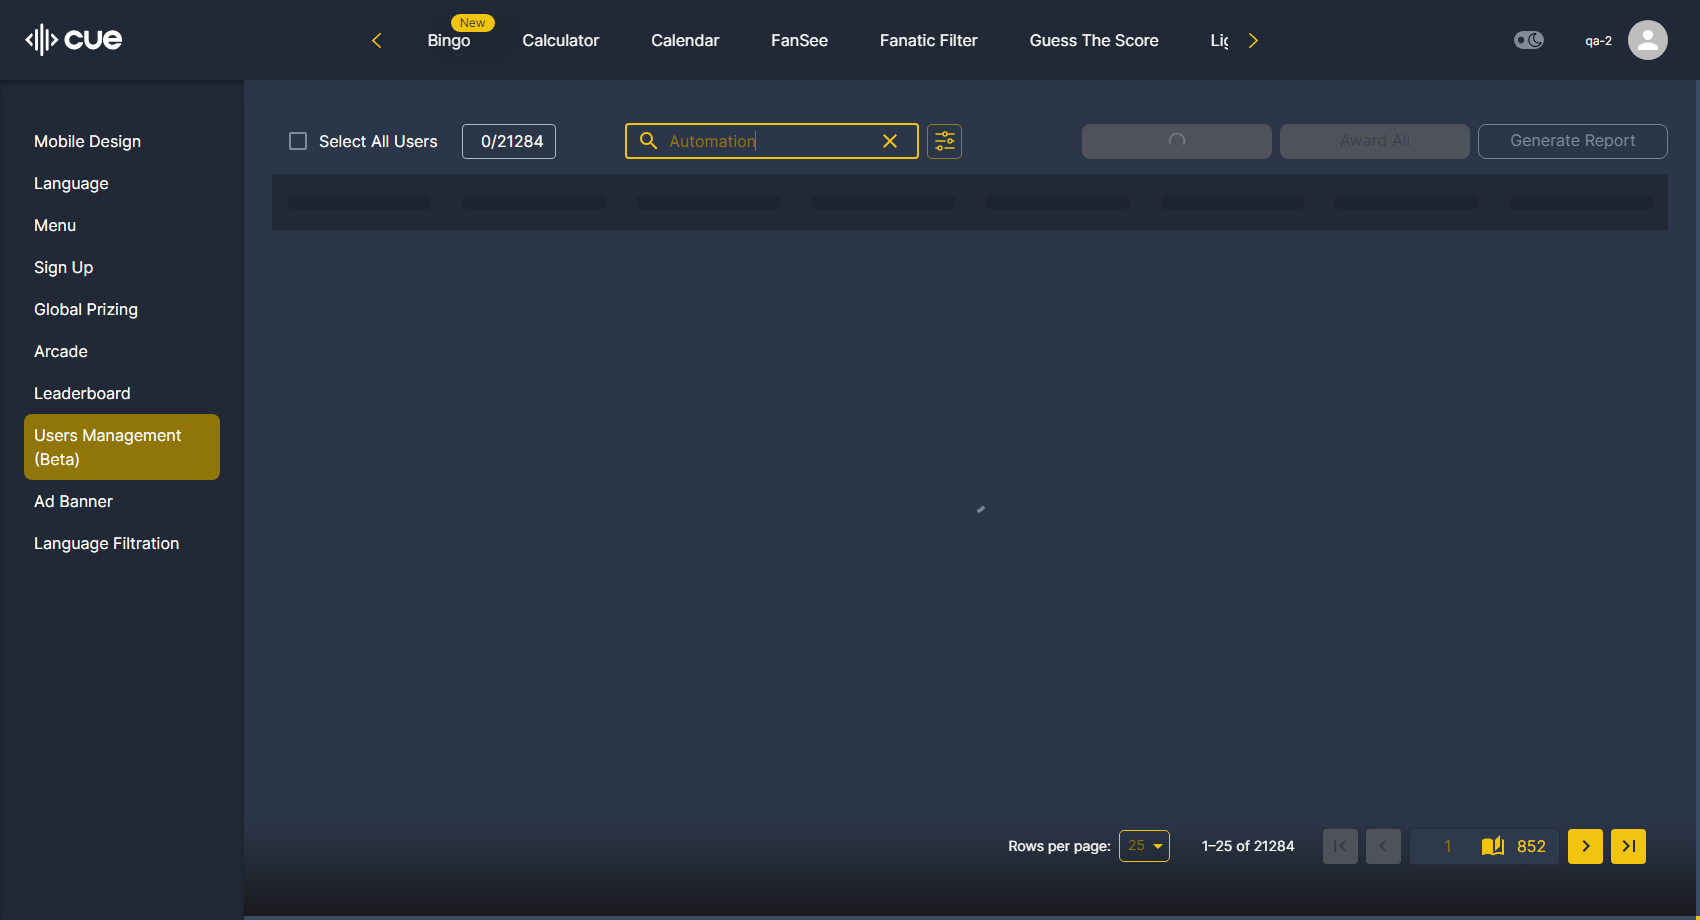 cue
New
Bingo
Calculator
Calendar
FanSee
Fanatic Filter
Guess The Score
Lig
qa-2
Mobile Design
Language
Menu
Sign Up
Global Prizing
Arcade
Leaderboard
Users Management
(Beta)
Ad Banner
Language Filtration
Select All Users
0/21284
Automation
Award All
Generate Report
Rows per page:
25
1–25 of 21284
1
852